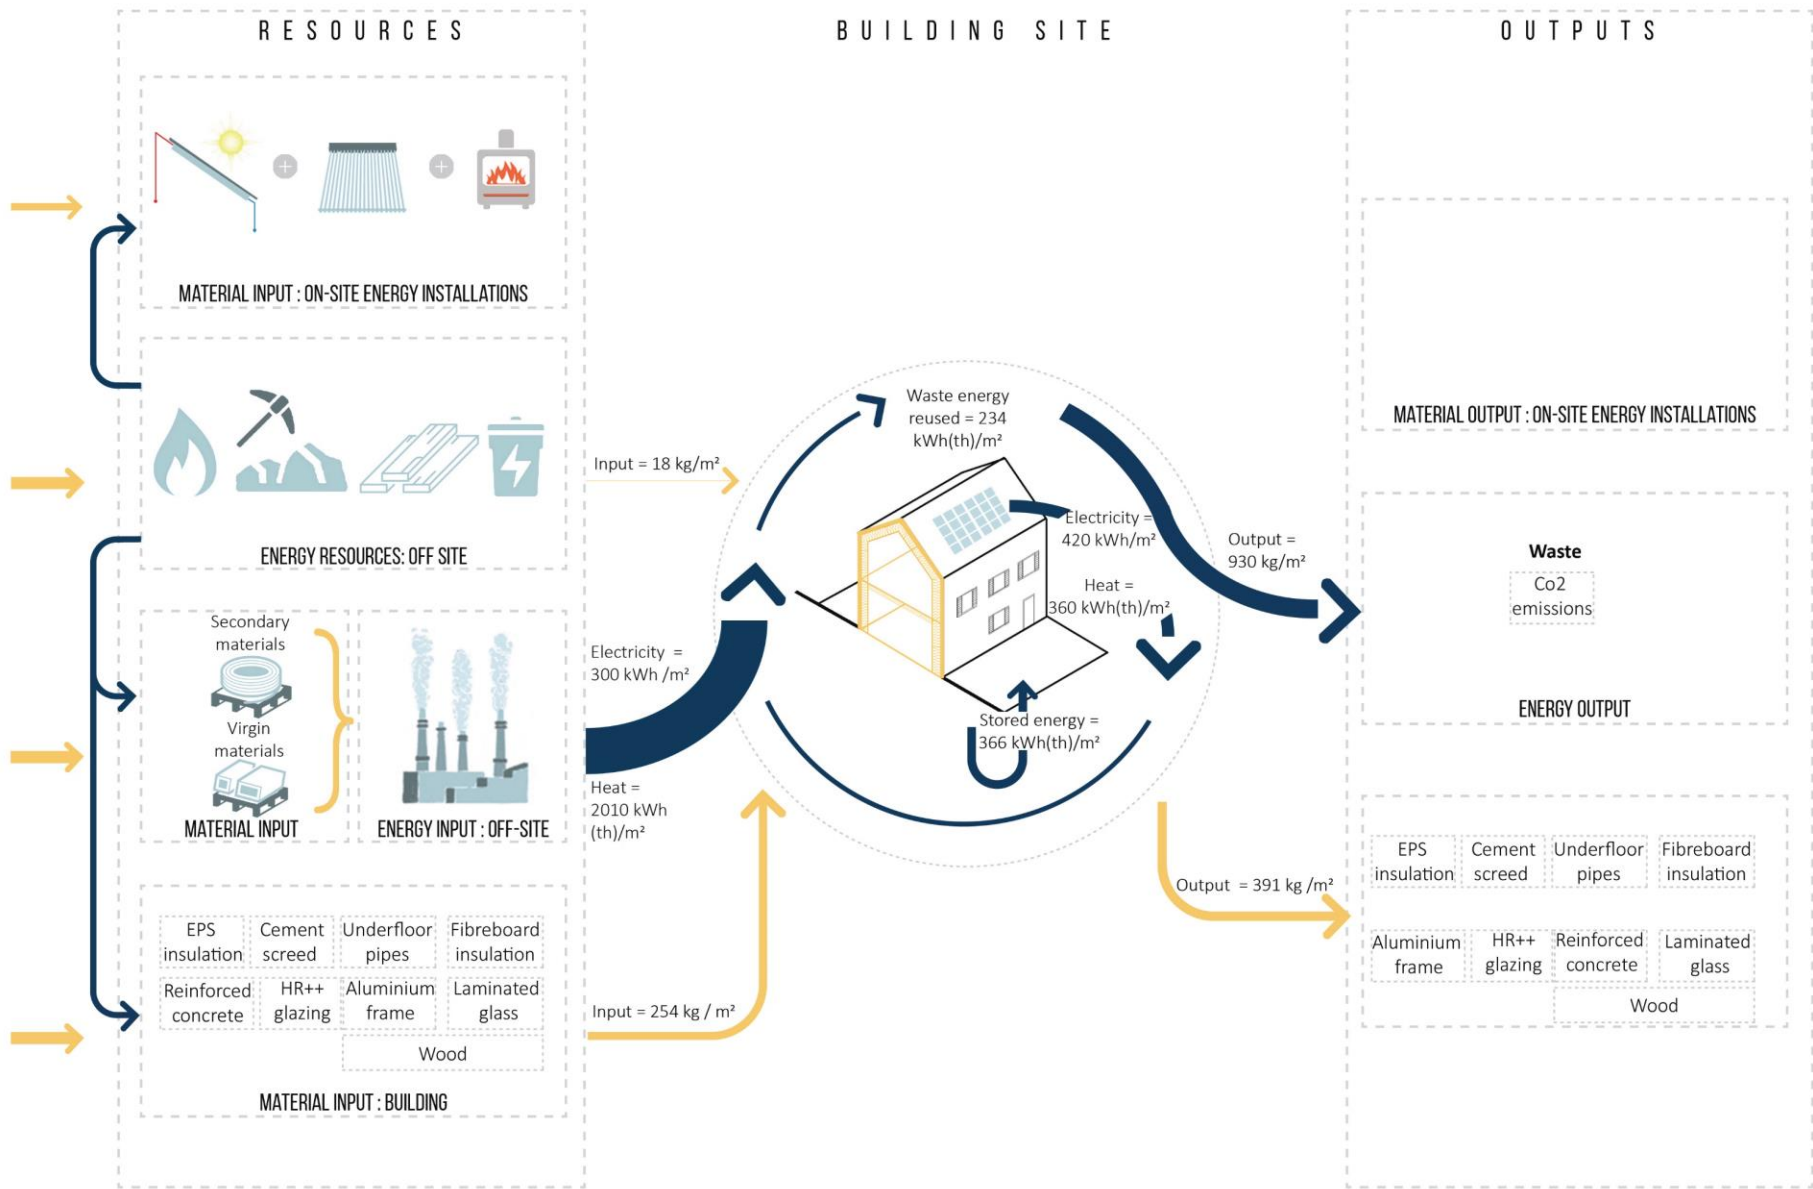 RESOURCES
BUILDING SITE
OUTPUTS
MATERIAL INPUT : ON-SITE ENERGY INSTALLATIONS
ENERGY RESOURCES: OFF SITE
Secondary
materials
Virgin
materials
MATERIAL INPUT
ENERGY INPUT : OFF-SITE
EPS
insulation
Cement
screed
Underfloor
pipes
Fibreboard
insulation
Reinforced
concrete
HR++
glazing
Aluminium
frame
Laminated
glass
Wood
MATERIAL INPUT : BUILDING
Input = 18 kg/m²
Electricity =
300 kWh /m²
Heat =
2010 kWh
(th)/m²
Input = 254 kg / m²
Waste energy
reused = 234
kWh(th)/m²
Electricity =
420 kWh/m²
Heat =
360 kWh(th)/m²
Stored energy =
366 kWh(th)/m²
Output =
930 kg/m²
Output = 391 kg /m²
MATERIAL OUTPUT : ON-SITE ENERGY INSTALLATIONS
Waste
Co2
emissions
ENERGY OUTPUT
EPS
insulation
Cement
screed
Underfloor
pipes
Fibreboard
insulation
Aluminium
frame
HR++
glazing
Reinforced
concrete
Laminated
glass
Wood